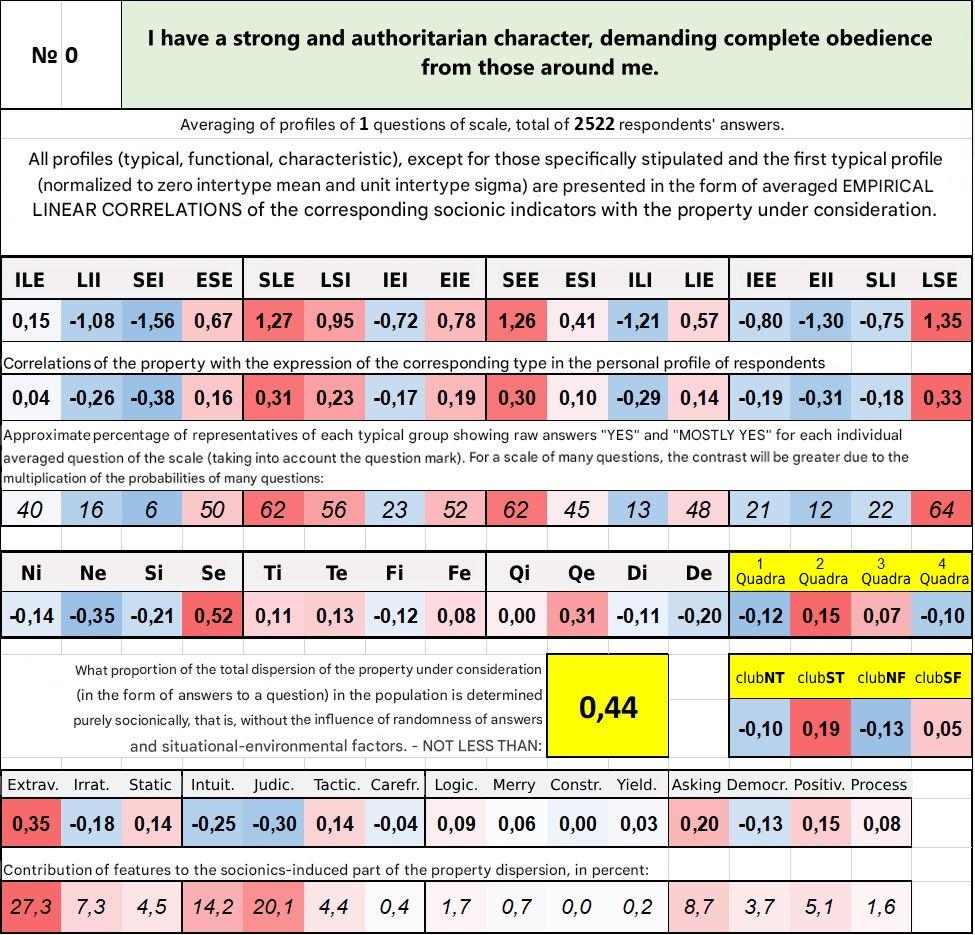 № 0
I have a strong and authoritarian character, demanding complete obedience
from those around me.
Averaging of profiles of 1 questions of scale, total of 2522 respondents' answers.
All profiles (typical, functional, characteristic), except for those specifically stipulated and the first typical profile
(normalized to zero intertype mean and unit intertype sigma) are presented in the form of averaged EMPIRICAL
LINEAR CORRELATIONS of the corresponding socionic indicators with the property under consideration.
ILE LII SEI ESE SLE LSI IEI EIE SEE ESI ILI LIE IEE EII SLI LSE
0,15 -1,08 -1,56 0,67 1,27 0,95 -0,72 0,78 1,26 0,41 -1,21 0,57 -0,80 -1,30 -0,75 1,35
Correlations of the property with the expression of the corresponding type in the personal profile of respondents
0,04 -0,26 -0,38 0,16 0,31 0,23 -0,17 0,19 0,30 0,10 -0,29 0,14 -0,19 -0,31 -0,18 0,33
Approximate percentage of representatives of each typical group showing raw answers "YES" and "MOSTLY YES" for each individual
averaged question of the scale (taking into account the question mark). For a scale of many questions, the contrast will be greater due to the
multiplication of the probabilities of many questions:
40 16 6 50 62 56 23 52 62 45 13 48 21 12 22 64
Ni Ne Si Se Ti Te Fi Fe Qi Qe Di De 1 Quadra 2 Quadra 3 Quadra 4 Quadra
-0,14 -0,35 -0,21 0,52 0,11 0,13 -0,12 0,08 0,00 0,31 -0,11 -0,20 -0,12 0,15 0,07 -0,10
What proportion of the total dispersion of the property under consideration
(in the form of answers to a question) in the population is determined
purely socionically, that is, without the influence of randomness of answers
and situational-environmental factors. - NOT LESS THAN:
0,44
clubNT clubST clubNF clubSF
-0,10 0,19 -0,13 0,05
Extrav. Irrat. Static Intuit. Judic. Tactic. Carefr. Logic. Merry Constr. Yield. Asking Democr. Positiv. Process
0,35 -0,18 0,14 -0,25 -0,30 0,14 -0,04 0,09 0,06 0,00 0,03 0,20 -0,13 0,15 0,08
Contribution of features to the socionics-induced part of the property dispersion, in percent:
27,3 7,3 4,5 14,2 20,1 4,4 0,4 1,7 0,7 0,0 0,2 8,7 3,7 5,1 1,6